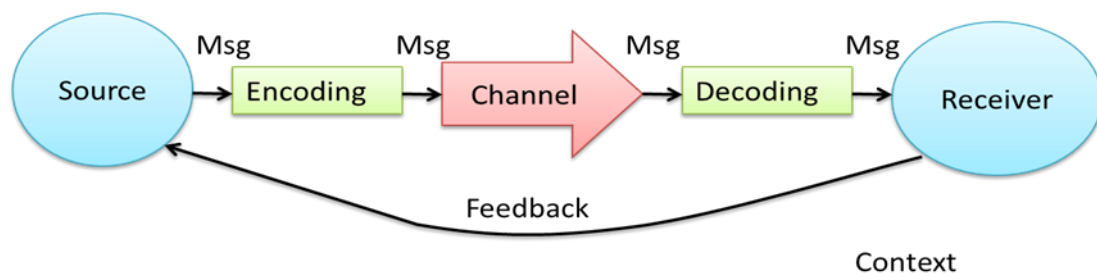 Msg
Msg
Msg
Msg
Source
Encoding
Channel
Decoding
Receiver
Feedback
Context